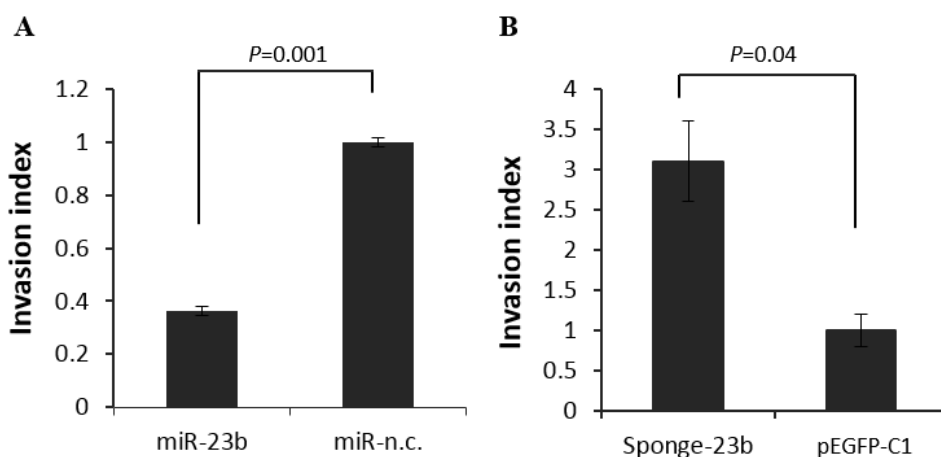 A
P=0.001
Invasion index
1.2
1
0.8
0.6
0.4
0.2
0
miR-23b
miR-n.c.
B
P=0.04
Invasion index
4
3.5
3
2.5
2
1.5
1
0.5
0
Sponge-23b
pEGFP-C1